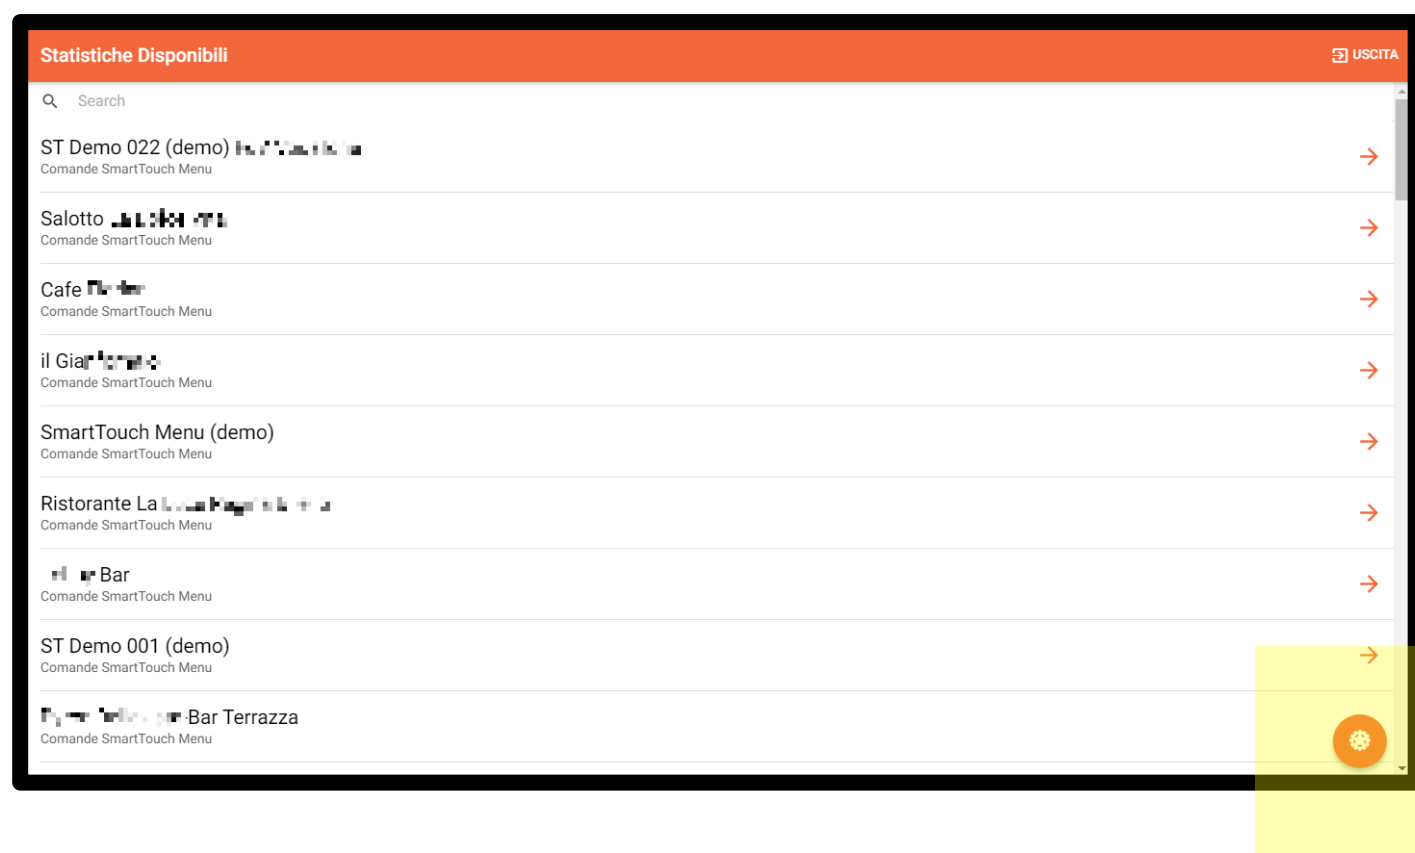 Statistiche Disponibili
USCITA
Search
ST Demo 022 (demo)
Comande SmartTouch Menu
Salotto
Comande SmartTouch Menu
Cafe
Comande SmartTouch Menu
il
Comande SmartTouch Menu
SmartTouch Menu (demo)
Comande SmartTouch Menu
Ristorante La
Comande SmartTouch Menu
Bar
Comande SmartTouch Menu
ST Demo 001 (demo)
Comande SmartTouch Menu
Bar Terrazza
Comande SmartTouch Menu